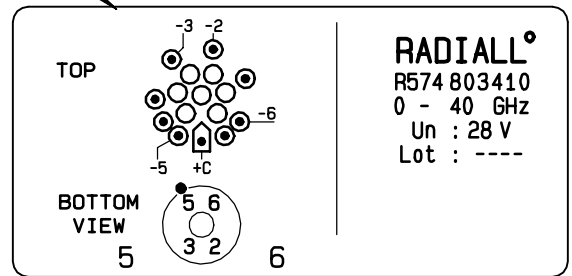 -3 -2
TOP
-6
-5 +C
BOTTOM
VIEW
5 6
3 2
5 6
RADIALL°
R574 803410
0 - 40 GHz
Un : 28 V
Lot : ----